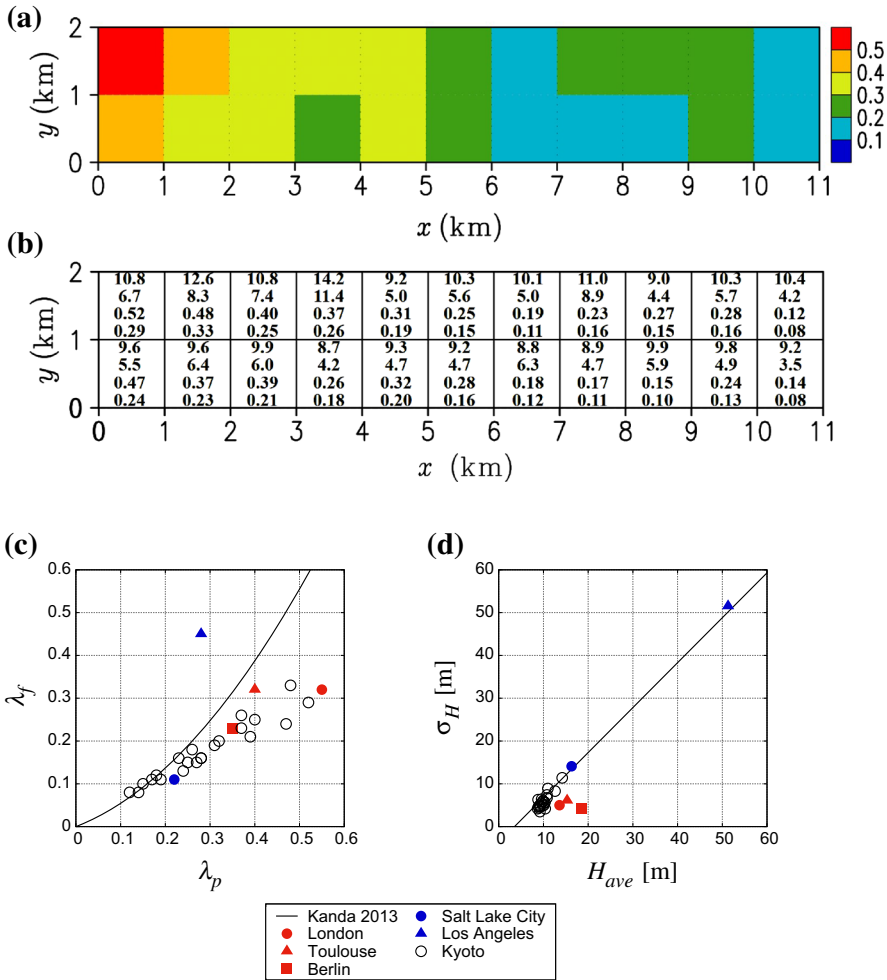 (a)
2
1
0
y (km)
0 1 2 3 4 5 6 7 8 9 10 11
x (km)
0.5
0.4
0.3
0.2
0.1
(b)
2
1
0
y (km)
10.8 12.6 10.8 14.2 9.2 10.3 10.1 11.0 9.0 10.3 10.4
6.7 8.3 7.4 11.4 5.0 5.6 5.0 8.9 4.4 5.7 4.2
0.52 0.48 0.40 0.37 0.31 0.25 0.19 0.23 0.27 0.28 0.12
0.29 0.33 0.25 0.26 0.19 0.15 0.11 0.16 0.15 0.16 0.08
9.6 9.6 9.9 8.7 9.3 9.2 8.8 8.9 9.9 9.8 9.2
5.5 6.4 6.0 4.2 4.7 4.7 6.3 4.7 5.9 4.9 3.5
0.47 0.37 0.39 0.26 0.32 0.28 0.18 0.17 0.15 0.24 0.14
0.24 0.23 0.21 0.18 0.20 0.16 0.12 0.11 0.10 0.13 0.08
0 1 2 3 4 5 6 7 8 9 10 11
x (km)
(c)
0.6
0.5
0.4
0.3
0.2
0.1
0
λf
0 0.1 0.2 0.3 0.4 0.5 0.6
λp
(d)
60
50
40
30
20
10
0
σH [m]
0 10 20 30 40 50 60
Have [m]
Kanda 2013
London
Toulouse
Berlin
Salt Lake City
Los Angeles
Kyoto